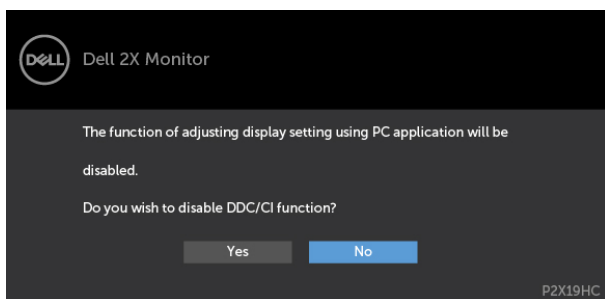 DELL
Dell 2X Monitor
The function of adjusting display setting using PC application will be
disabled.
Do you wish to disable DDC/CI function?
Yes No
P2X19HC